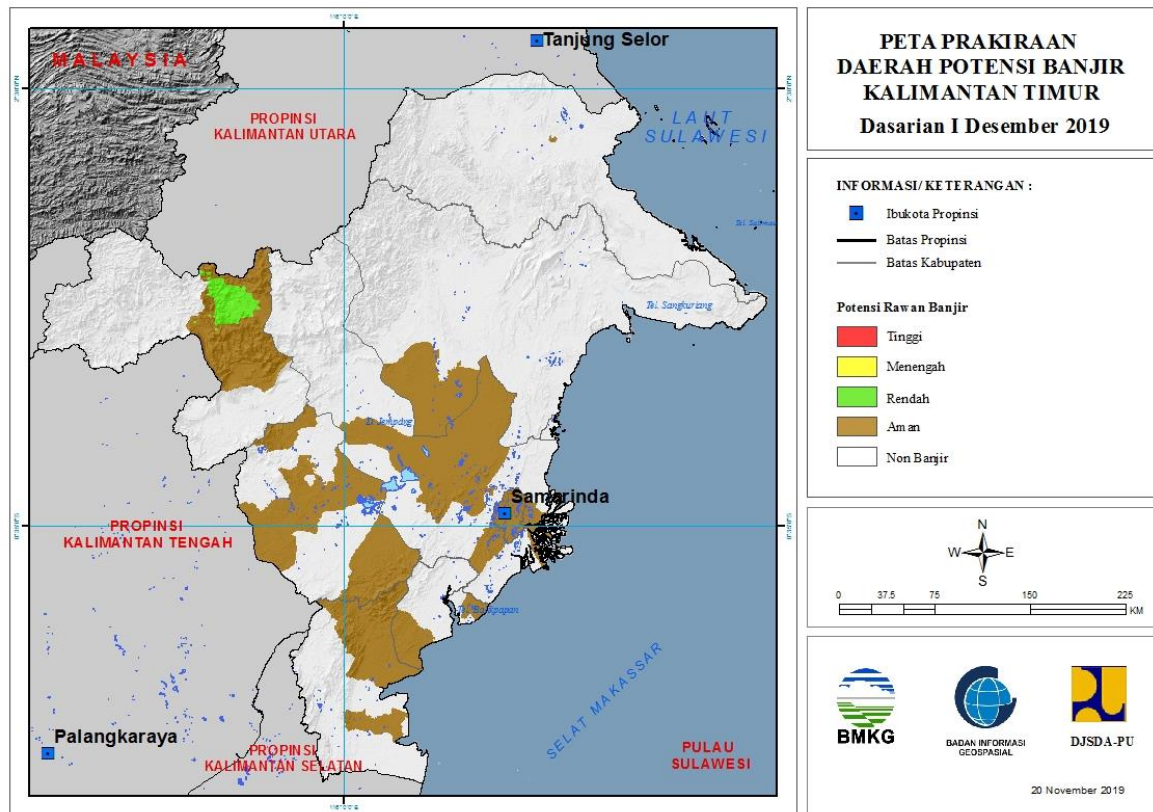 PETA PRAKIRAAN
DAERAH POTENSI BANJIR
KALIMANTAN TIMUR
Dasarian I Desember 2019
INFORMASI/ KETERANGAN :
Ibukota Propinsi
Batas Propinsi
Batas Kabupaten
Potensi Rawan Banjir
Tinggi
Menengah
Rendah
Aman
Non Banjir
N
W E
S
0 37.5 75 150 225
KM
BMKG
BADAN INFORMASI
GEOSPASIAL
DJSDA-PU
20 November 2019
Tanjung Selor
MALAYSIA
PROPINSI
KALIMANTAN UTARA
LAUT
SULAWESI
Tel. Sangkuriang
D. Jempang
Samarinda
PROPINSI
KALIMANTAN TENGAH
Tel. Balikpapan
SELAT MAKASSAR
Palangkaraya
PROPINSI
KALIMANTAN SELATAN
PULAU
SULAWESI